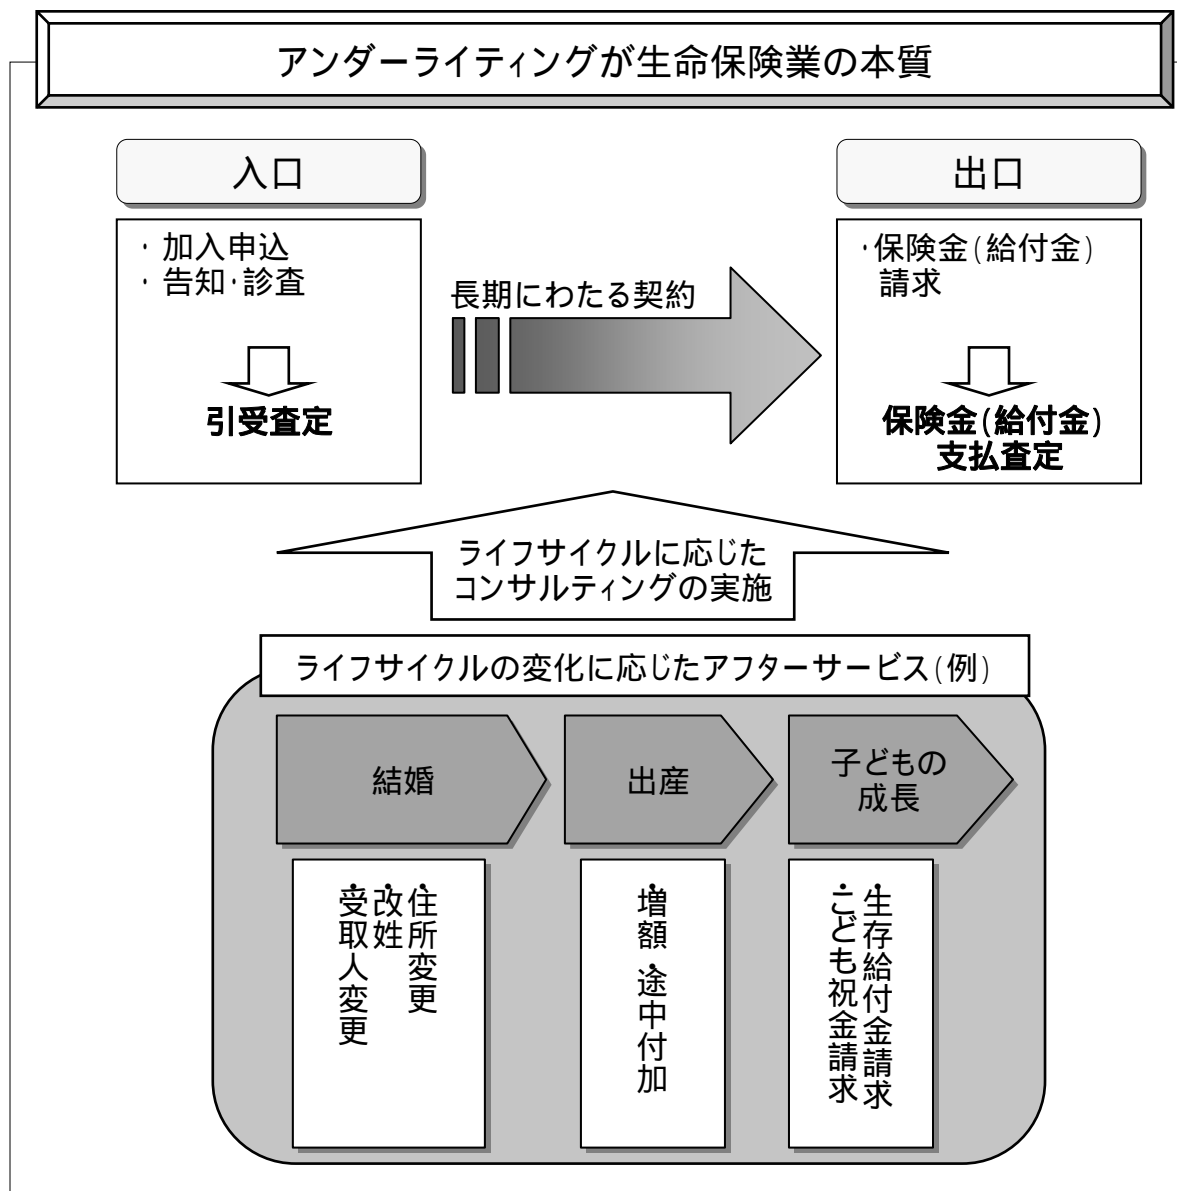 アンダーライティングが生命保険業の本質
入口
・加入申込
・告知・診査
引受査定
長期にわたる契約
出口
・保険金(給付金)
請求
保険金(給付金)
支払査定
ライフサイクルに応じた
コンサルティングの実施
ライフサイクルの変化に応じたアフターサービス(例)
結婚
・住所変更
・改姓
・受取人変更
出産
・増額・途中付加
子どもの
成長
・生存給付金請求
・こども祝金請求